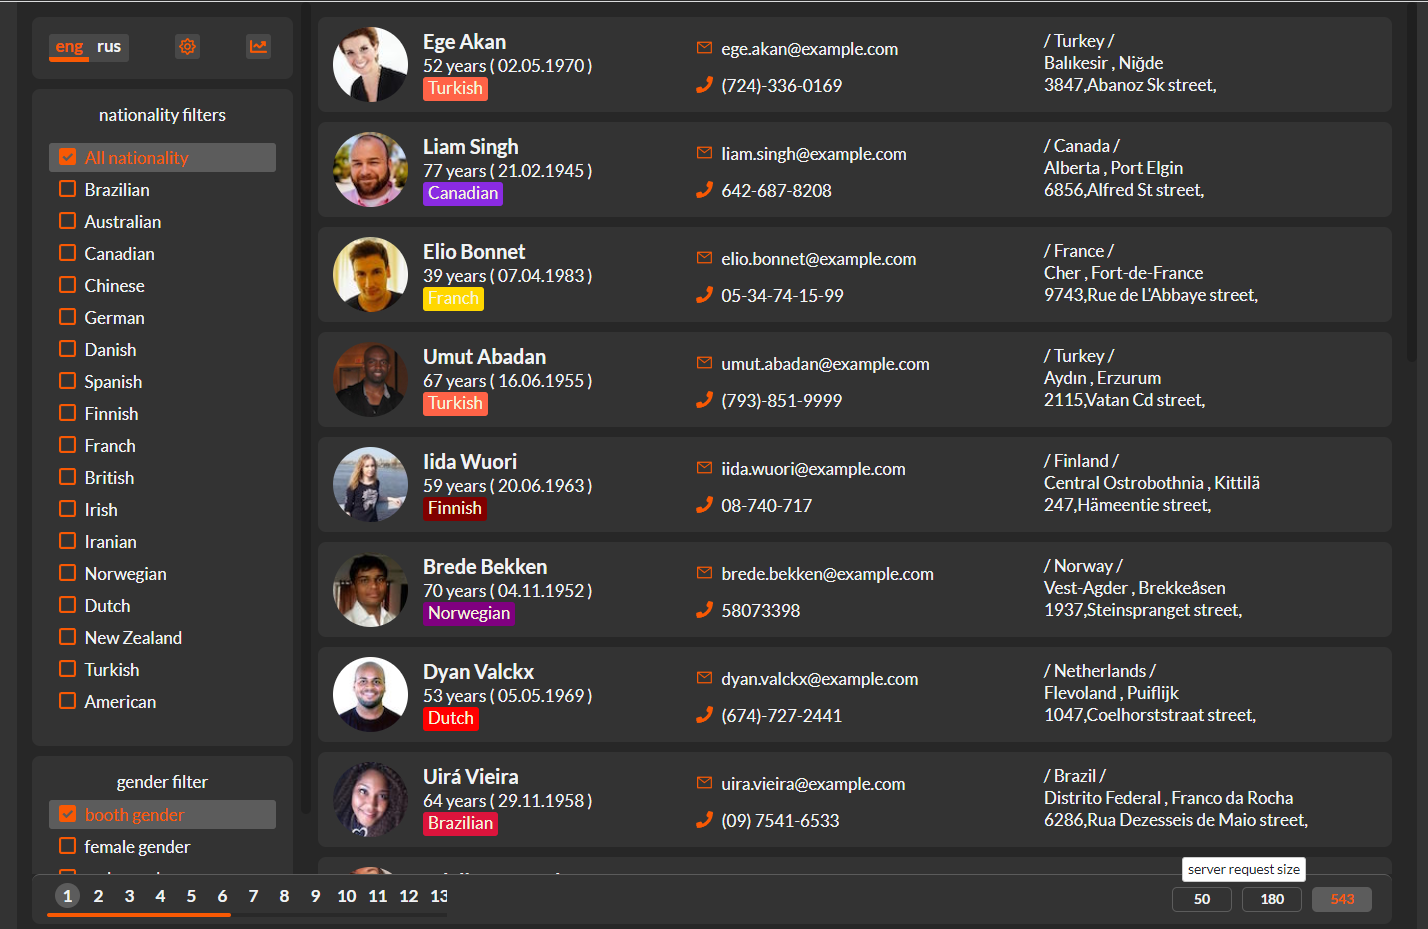 eng rus
nationality filters
All nationality
Brazilian
Australian
Canadian
Chinese
German
Danish
Spanish
Finnish
Franch
British
Irish
Iranian
Norwegian
Dutch
New Zealand
Turkish
American
gender filter
booth gender
female gender
Ege Akan
52 years ( 02.05.1970 )
Turkish
ege.akan@example.com
(724)-336-0169
/ Turkey /
Balıkesir , Niğde
3847,Abanoz Sk street,
Liam Singh
77 years ( 21.02.1945 )
Canadian
liam.singh@example.com
642-687-8208
/ Canada /
Alberta , Port Elgin
6856,Alfred St street,
Elio Bonnet
39 years ( 07.04.1983 )
Franch
elio.bonnet@example.com
05-34-74-15-99
/ France /
Cher , Fort-de-France
9743,Rue de L'Abbaye street,
Umut Abadan
67 years ( 16.06.1955 )
Turkish
umut.abadan@example.com
(793)-851-9999
/ Turkey /
Aydın , Erzurum
2115,Vatan Cd street,
Iida Wuori
59 years ( 20.06.1963 )
Finnish
iida.wuori@example.com
08-740-717
/ Finland /
Central Ostrobothnia , Kittilä
247,Hämeentie street,
Brede Bekken
70 years ( 04.11.1952 )
Norwegian
brede.bekken@example.com
58073398
/ Norway /
Vest-Agder , Brekkeåsen
1937,Steinspranget street,
Dyan Valckx
53 years ( 05.05.1969 )
Dutch
dyan.valckx@example.com
(674)-727-2441
/ Netherlands /
Flevoland , Puiflijk
1047,Coelhorststraat street,
Uirá Vieira
64 years ( 29.11.1958 )
Brazilian
uira.vieira@example.com
(09) 7541-6533
/ Brazil /
Distrito Federal , Franco da Rocha
6286,Rua Dezesseis de Maio street,
server request size
1 2 3 4 5 6 7 8 9 10 11 12 13
50 180 543